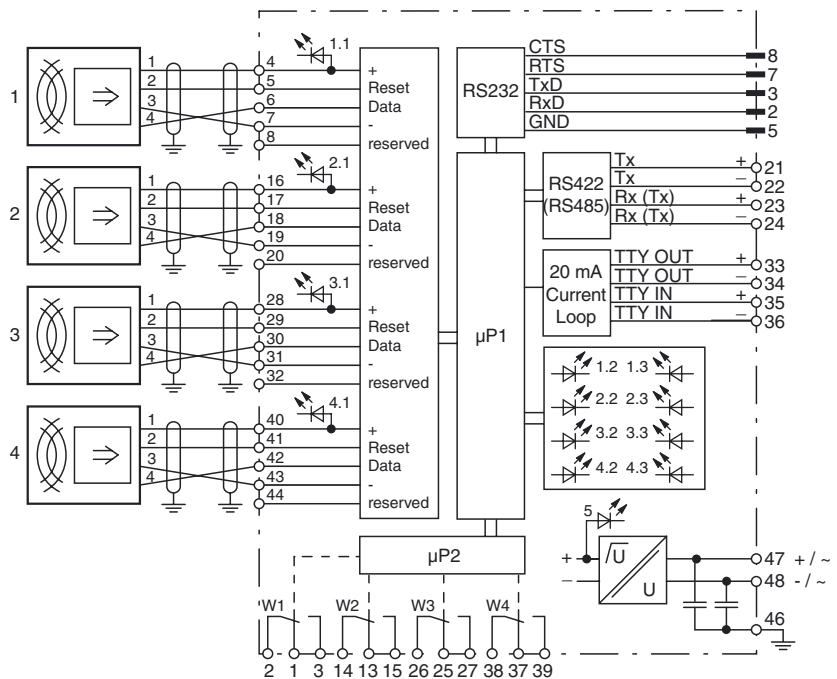 1.1
1 4 +
2 5 Reset
3 6 Data
4 7 -
8 reserved
1
2.1
1 16 +
2 17 Reset
3 18 Data
4 19 -
20 reserved
2
3.1
1 28 +
2 29 Reset
3 30 Data
4 31 -
32 reserved
3
4.1
1 40 +
2 41 Reset
3 42 Data
4 43 -
44 reserved
4
RS232
CTS 8
RTS 7
TxD 3
RxD 2
GND 5
µP1
RS422
(RS485)
Tx + 21
Tx – 22
Rx (Tx) + 23
Rx (Tx) – 24
20 mA
Current
Loop
TTY OUT + 33
TTY OUT – 34
TTY IN + 35
TTY IN – 36
1.2 1.3
2.2 2.3
3.2 3.3
4.2 4.3
5
+ U 47 + / ~
– U 48 - / ~
46
µP2
W1 W2 W3 W4
2 1 3 14 13 15 26 25 27 38 37 39